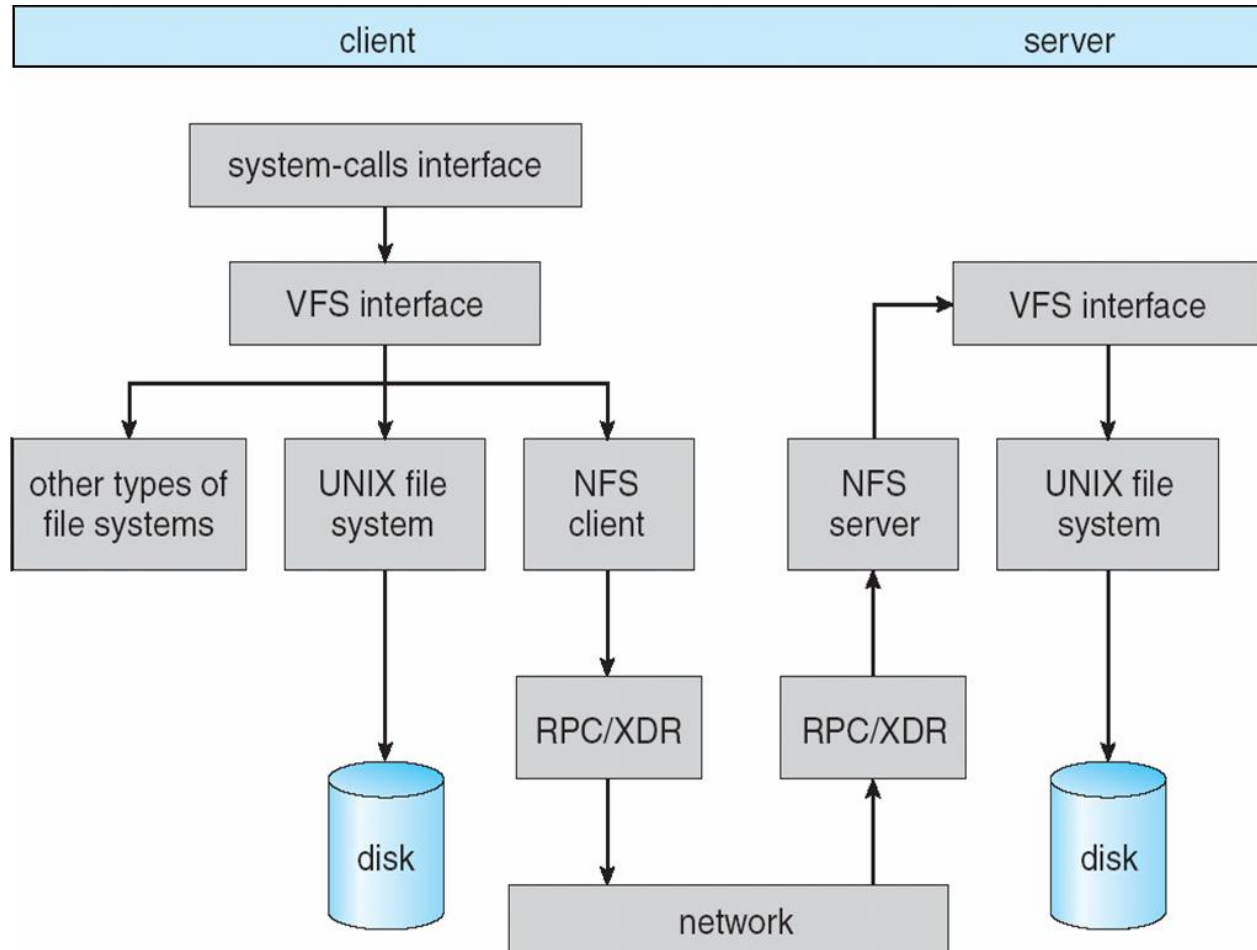 client
server
system-calls interface
VFS interface
VFS interface
other types of
file systems
UNIX file
system
NFS
client
NFS
server
UNIX file
system
RPC/XDR
RPC/XDR
disk
disk
network